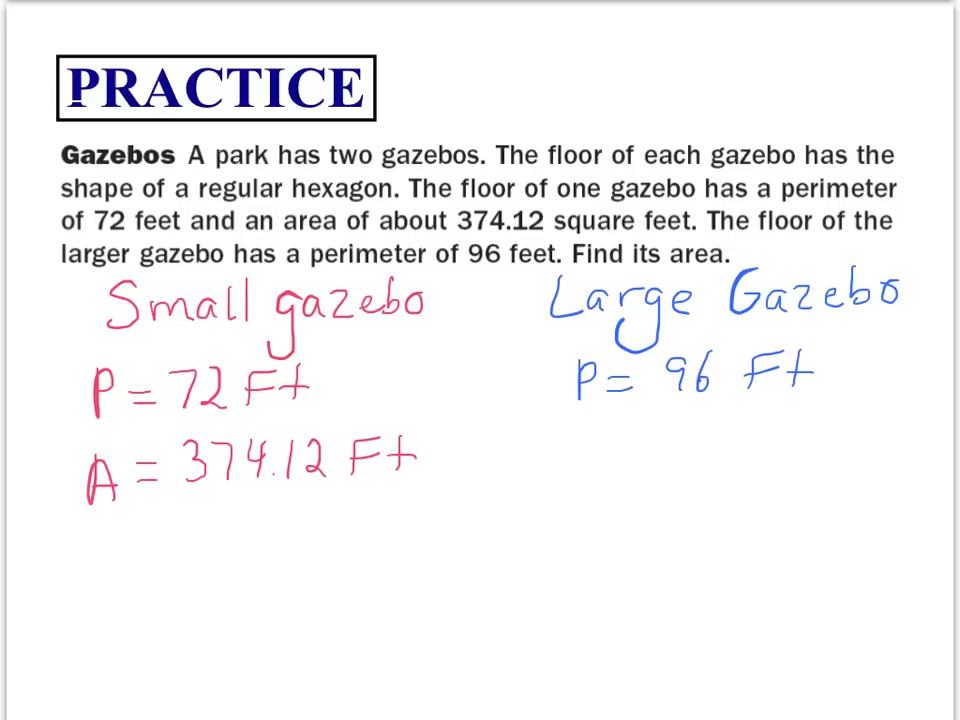 PRACTICE
Gazebos A park has two gazebos. The floor of each gazebo has the
shape of a regular hexagon. The floor of one gazebo has a perimeter
of 72 feet and an area of about 374.12 square feet. The floor of the
larger gazebo has a perimeter of 96 feet. Find its area.
Small gazebo
P = 72 Ft
A = 374.12 Ft
Large Gazebo
P = 96 Ft